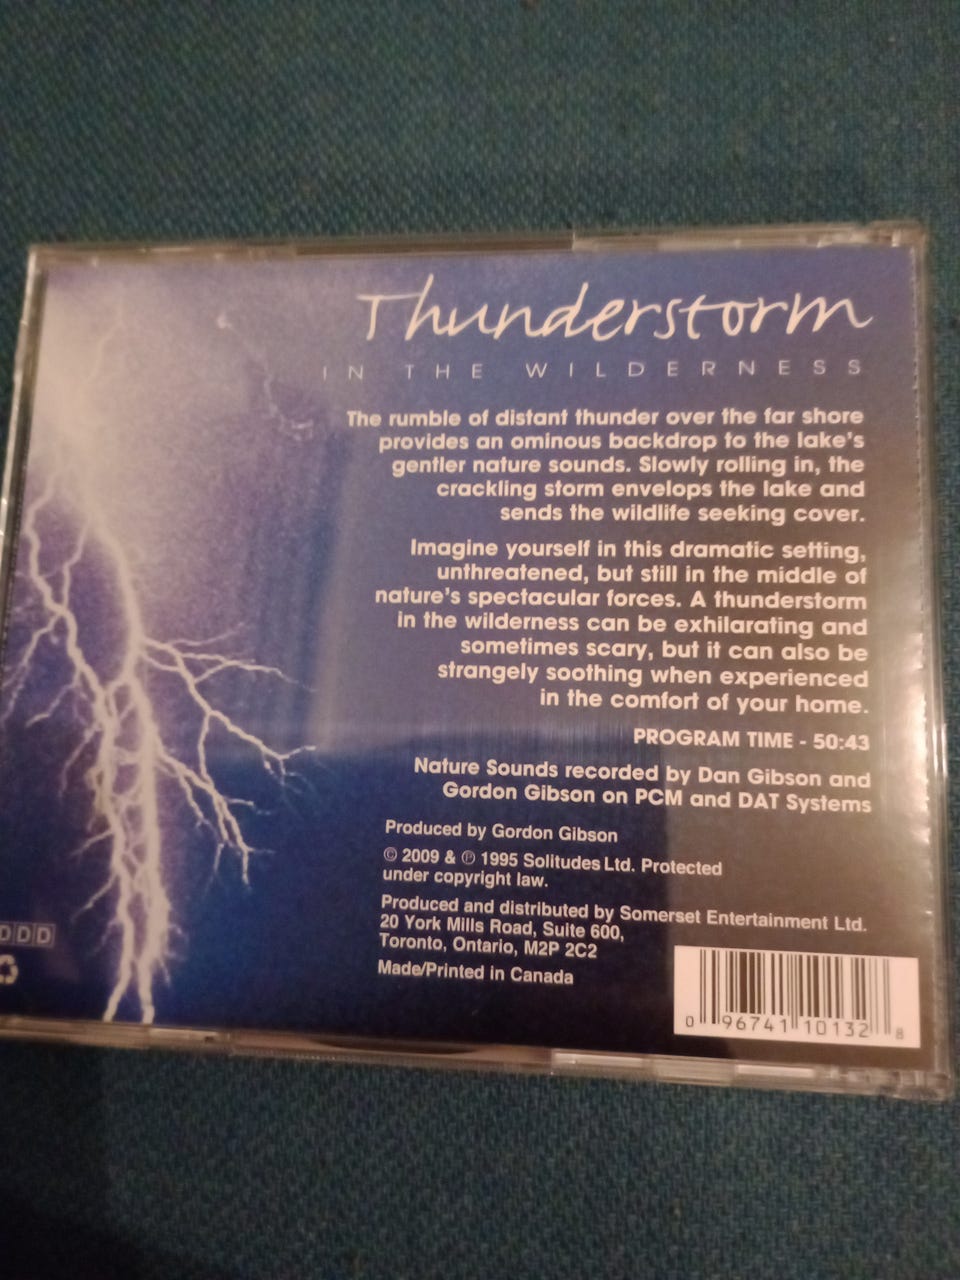 Thunderstorm
IN THE WILDERNESS
The rumble of distant thunder over the far shore
provides an ominous backdrop to the lake's
gentler nature sounds. Slowly rolling in, the
crackling storm envelops the lake and
sends the wildlife seeking cover.
Imagine yourself in this dramatic setting,
unthreatened, but still in the middle of
nature's spectacular forces. A thunderstorm
in the wilderness can be exhilarating and
sometimes scary, but it can also be
strangely soothing when experienced
in the comfort of your home.
PROGRAM TIME - 50:43
Nature Sounds recorded by Dan Gibson and
Gordon Gibson on PCM and DAT Systems
Produced by Gordon Gibson
© 2009 & ℗ 1995 Solitudes Ltd. Protected
under copyright law.
Produced and distributed by Somerset Entertainment Ltd.
20 York Mills Road, Suite 600,
Toronto, Ontario, M2P 2C2
Made/Printed in Canada
DDD
0 96741 10132 8